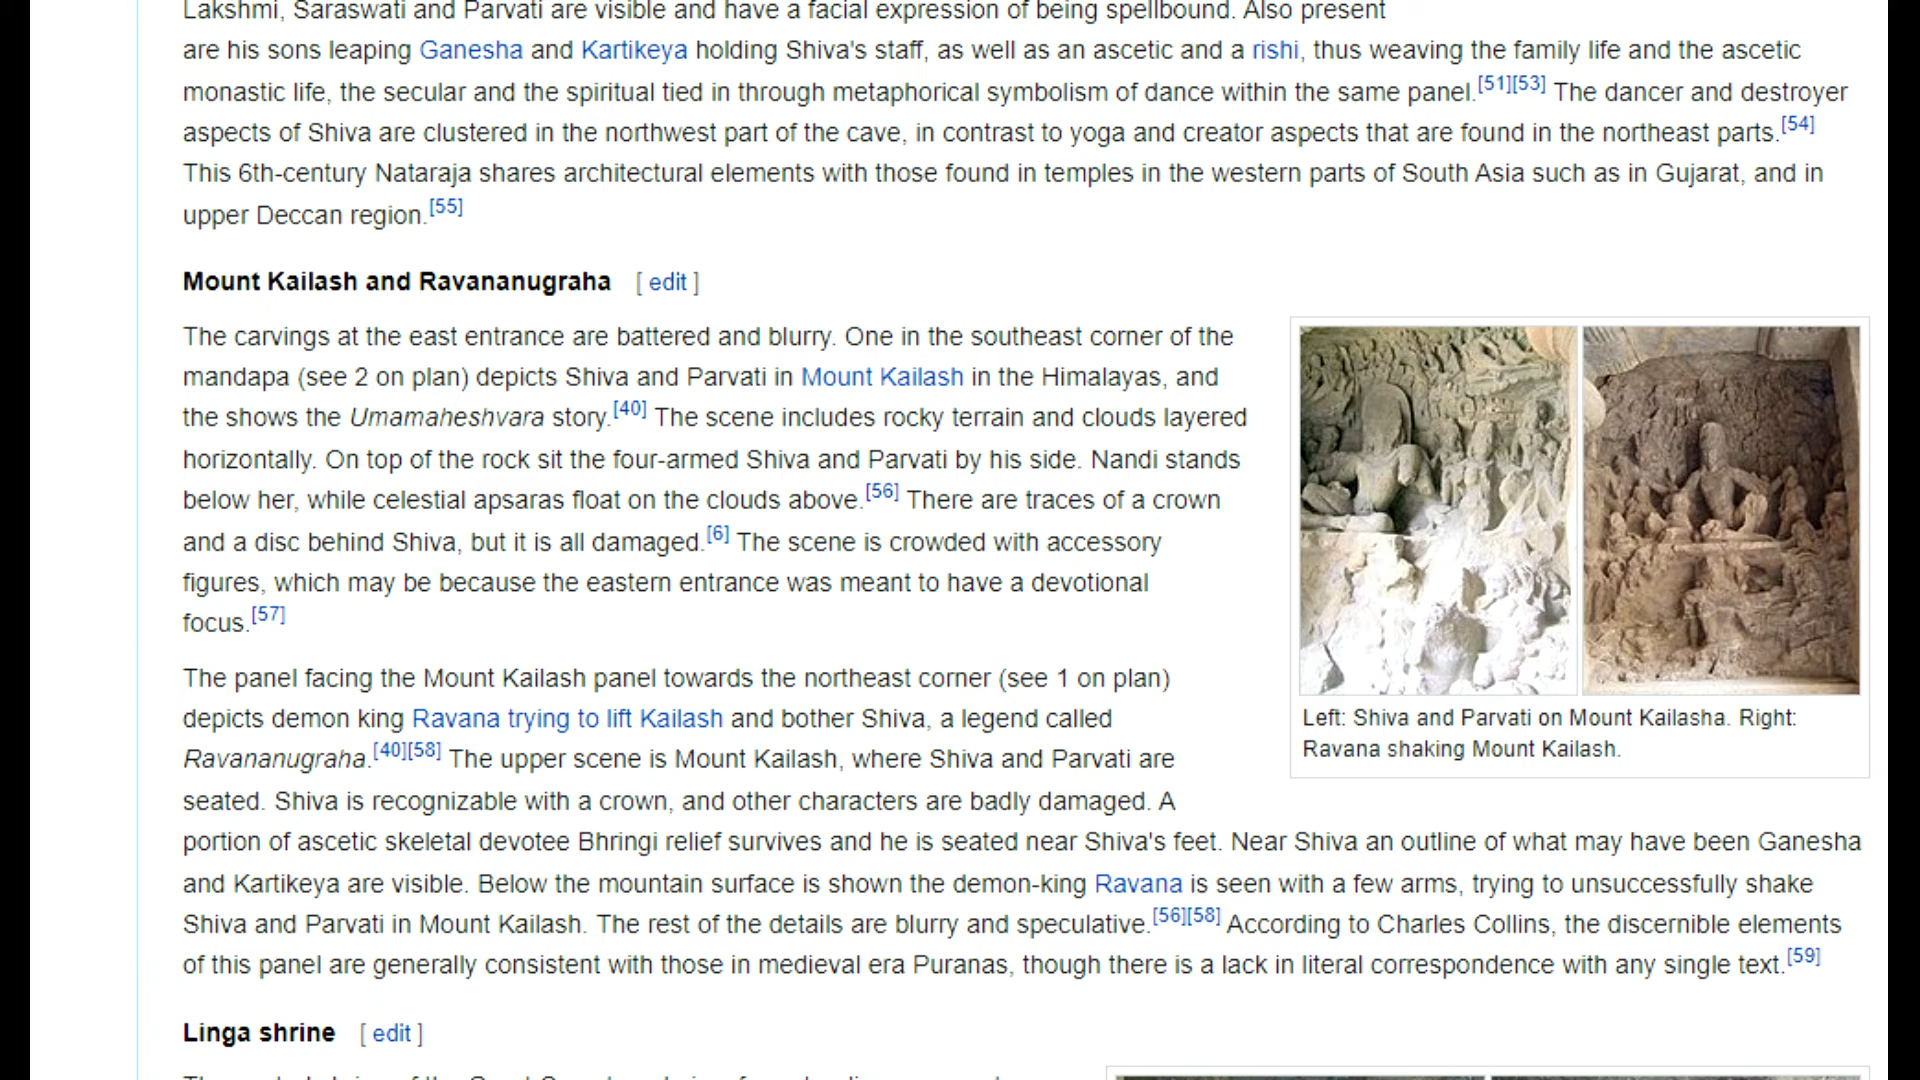 Lakshmi, Saraswati and Parvati are visible and have a facial expression of being spellbound. Also present
are his sons leaping Ganesha and Kartikeya holding Shiva's staff, as well as an ascetic and a rishi, thus weaving the family life and the ascetic
monastic life, the secular and the spiritual tied in through metaphorical symbolism of dance within the same panel.[51][53] The dancer and destroyer
aspects of Shiva are clustered in the northwest part of the cave, in contrast to yoga and creator aspects that are found in the northeast parts.[54]
This 6th-century Nataraja shares architectural elements with those found in temples in the western parts of South Asia such as in Gujarat, and in
upper Deccan region.[55]
Mount Kailash and Ravananugraha [ edit ]
The carvings at the east entrance are battered and blurry. One in the southeast corner of the
mandapa (see 2 on plan) depicts Shiva and Parvati in Mount Kailash in the Himalayas, and
the shows the Umamaheshvara story.[40] The scene includes rocky terrain and clouds layered
horizontally. On top of the rock sit the four-armed Shiva and Parvati by his side. Nandi stands
below her, while celestial apsaras float on the clouds above.[56] There are traces of a crown
and a disc behind Shiva, but it is all damaged.[6] The scene is crowded with accessory
figures, which may be because the eastern entrance was meant to have a devotional
focus.[57]
Left: Shiva and Parvati on Mount Kailasha. Right:
Ravana shaking Mount Kailash.
The panel facing the Mount Kailash panel towards the northeast corner (see 1 on plan)
depicts demon king Ravana trying to lift Kailash and bother Shiva, a legend called
Ravananugraha.[40][58] The upper scene is Mount Kailash, where Shiva and Parvati are
seated. Shiva is recognizable with a crown, and other characters are badly damaged. A
portion of ascetic skeletal devotee Bhringi relief survives and he is seated near Shiva's feet. Near Shiva an outline of what may have been Ganesha
and Kartikeya are visible. Below the mountain surface is shown the demon-king Ravana is seen with a few arms, trying to unsuccessfully shake
Shiva and Parvati in Mount Kailash. The rest of the details are blurry and speculative.[56][58] According to Charles Collins, the discernible elements
of this panel are generally consistent with those in medieval era Puranas, though there is a lack in literal correspondence with any single text.[59]
Linga shrine [ edit ]